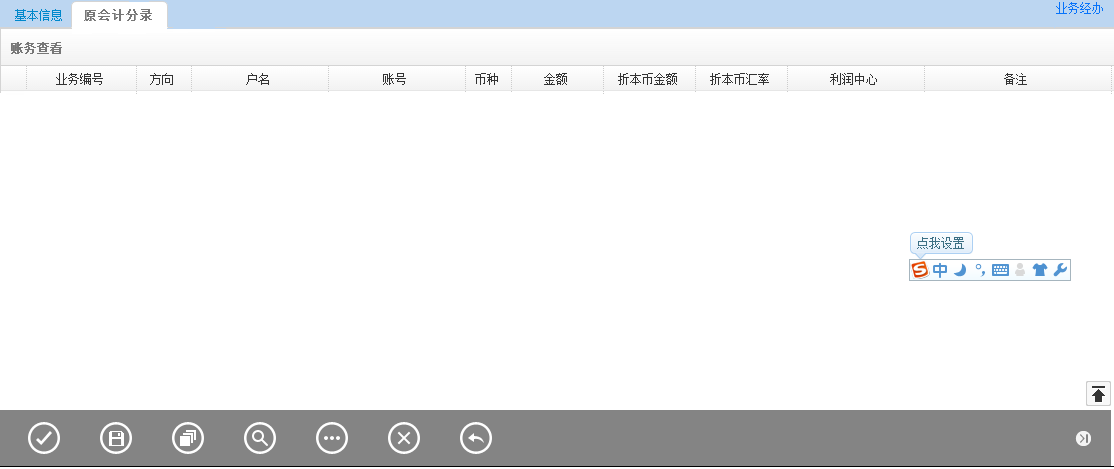 基本信息 原会计分录 业务经办
账务查看
业务编号 方向 户名 账号 币种 金额 折本币金额 折本币汇率 利润中心 备注
点我设置
S 中